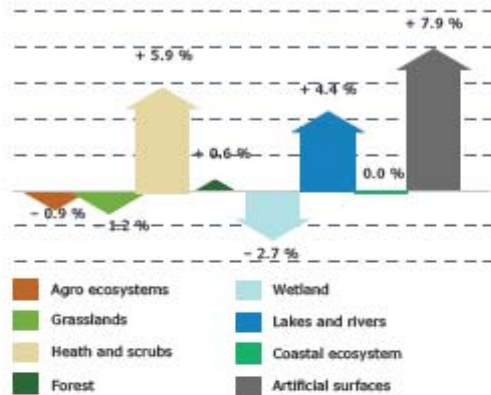 + 7.9 %
+ 5.9 %
+ 4.4 %
+ 0.6 %
0.0 %
– 0.9 %
– 1.2 %
– 2.7 %
Agro ecosystems
Wetland
Grasslands
Lakes and rivers
Heath and scrubs
Coastal ecosystem
Forest
Artificial surfaces